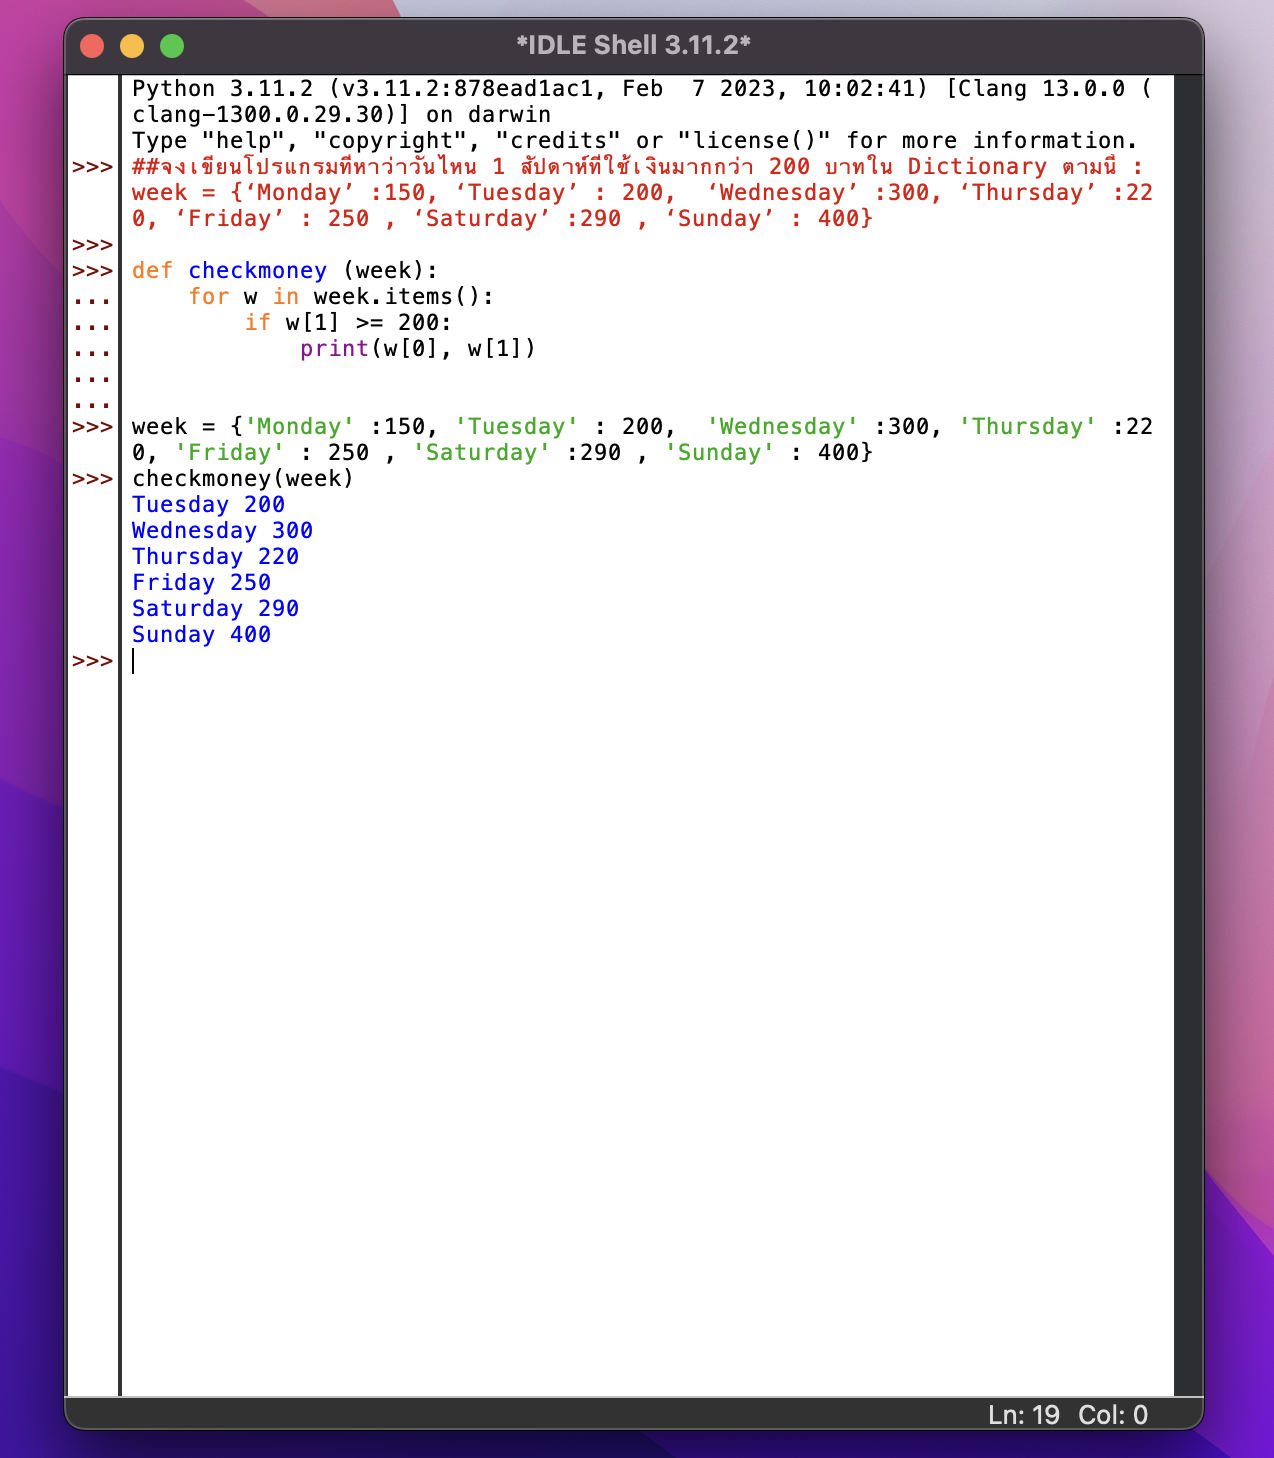 *IDLE Shell 3.11.2*
Python 3.11.2 (v3.11.2:878ead1ac1, Feb  7 2023, 10:02:41) [Clang 13.0.0 (
clang-1300.0.29.30)] on darwin
Type "help", "copyright", "credits" or "license()" for more information.
>>> ##จงเขียนโปรแกรมที่หาว่าวันไหน 1 สัปดาห์ที่ใช้เงินมากกว่า 200 บาทใน Dictionary ตามนี้ :
week = {‘Monday’ :150, ‘Tuesday’ : 200,  ‘Wednesday’ :300, ‘Thursday’ :22
0, ‘Friday’ : 250 , ‘Saturday’ :290 , ‘Sunday’ : 400}
>>>
>>> def checkmoney (week):
...     for w in week.items():
...         if w[1] >= 200:
...             print(w[0], w[1])
...
...
>>> week = {'Monday' :150, 'Tuesday' : 200,  'Wednesday' :300, 'Thursday' :22
0, 'Friday' : 250 , 'Saturday' :290 , 'Sunday' : 400}
>>> checkmoney(week)
Tuesday 200
Wednesday 300
Thursday 220
Friday 250
Saturday 290
Sunday 400
>>>
Ln: 19  Col: 0